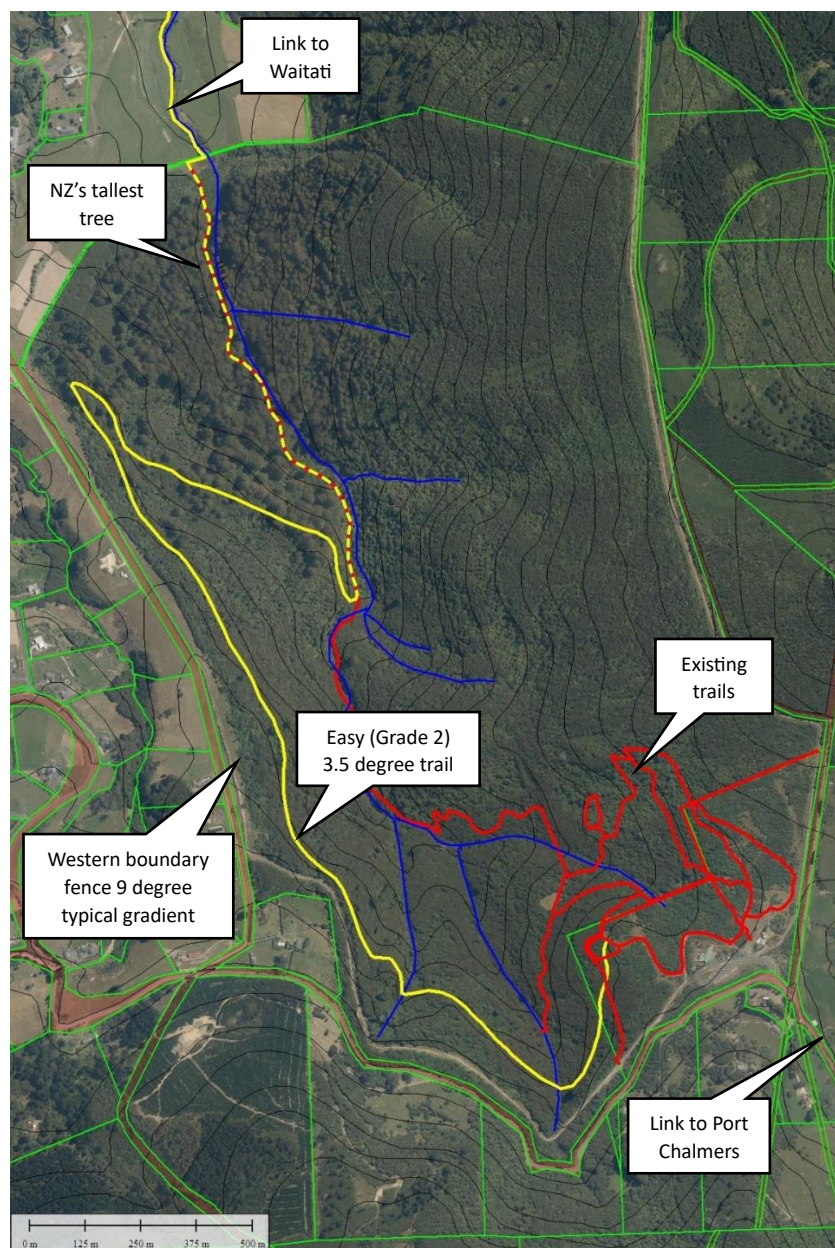 Link to
Waitati
NZ's tallest
tree
Existing
trails
Easy (Grade 2)
3.5 degree trail
Western boundary
fence 9 degree
typical gradient
Link to Port
Chalmers
0 m 125 m 250 m 375 m 500 m